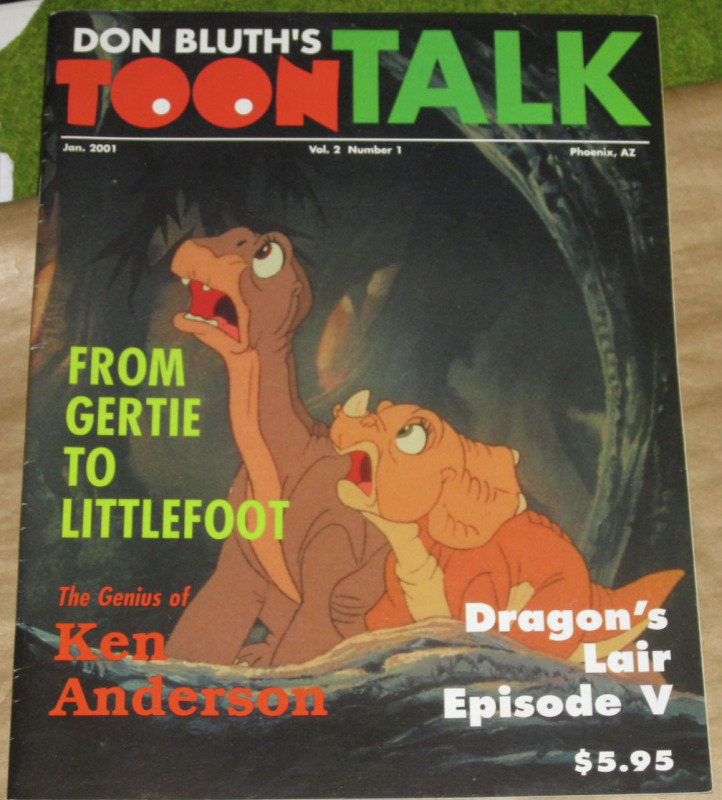 DON BLUTH'S
TOON TALK
Jan. 2001 Vol. 2 Number 1 Phoenix, AZ
FROM
GERTIE
TO
LITTLEFOOT
The Genius of
Ken
Anderson
Dragon's
Lair
Episode V
$5.95